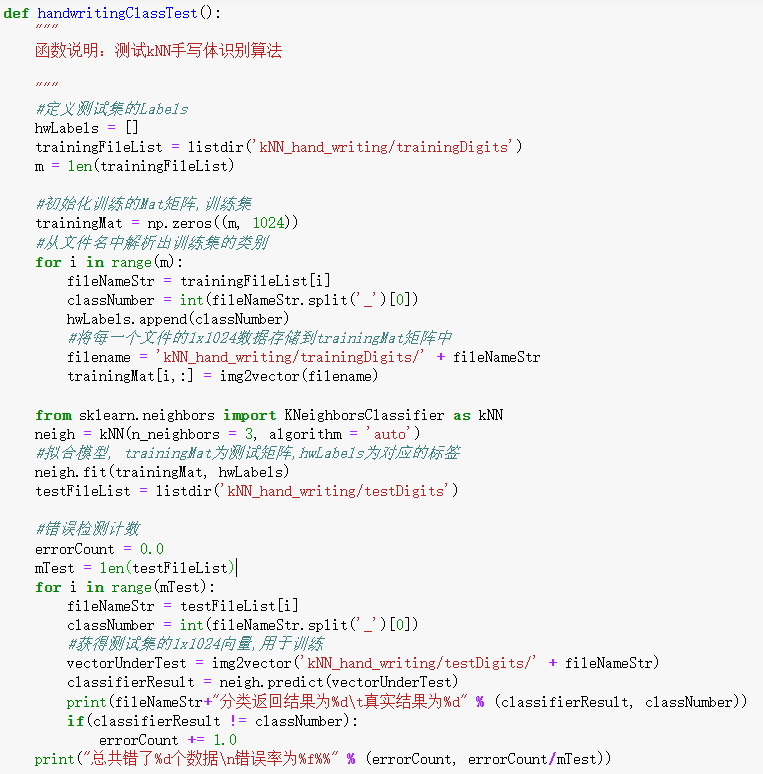 def handwritingClassTest():
    """
    函数说明：测试kNN手写体识别算法

    """
    #定义测试集的Labels
    hwLabels = []
    trainingFileList = listdir('kNN_hand_writing/trainingDigits')
    m = len(trainingFileList)

    #初始化训练的Mat矩阵,训练集
    trainingMat = np.zeros((m, 1024))
    #从文件名中解析出训练集的类别
    for i in range(m):
        fileNameStr = trainingFileList[i]
        classNumber = int(fileNameStr.split('_')[0])
        hwLabels.append(classNumber)
        #将每一个文件的1x1024数据存储到trainingMat矩阵中
        filename = 'kNN_hand_writing/trainingDigits/' + fileNameStr
        trainingMat[i,:] = img2vector(filename)

    from sklearn.neighbors import KNeighborsClassifier as kNN
    neigh = kNN(n_neighbors = 3, algorithm = 'auto')
    #拟合模型, trainingMat为测试矩阵,hwLabels为对应的标签
    neigh.fit(trainingMat, hwLabels)
    testFileList = listdir('kNN_hand_writing/testDigits')

    #错误检测计数
    errorCount = 0.0
    mTest = len(testFileList)
    for i in range(mTest):
        fileNameStr = testFileList[i]
        classNumber = int(fileNameStr.split('_')[0])
        #获得测试集的1x1024向量,用于训练
        vectorUnderTest = img2vector('kNN_hand_writing/testDigits/' + fileNameStr)
        classifierResult = neigh.predict(vectorUnderTest)
        print(fileNameStr+"分类返回结果为%d\t真实结果为%d" % (classifierResult, classNumber))
        if(classifierResult != classNumber):
            errorCount += 1.0
    print("总共错了%d个数据\n错误率为%f%%" % (errorCount, errorCount/mTest))